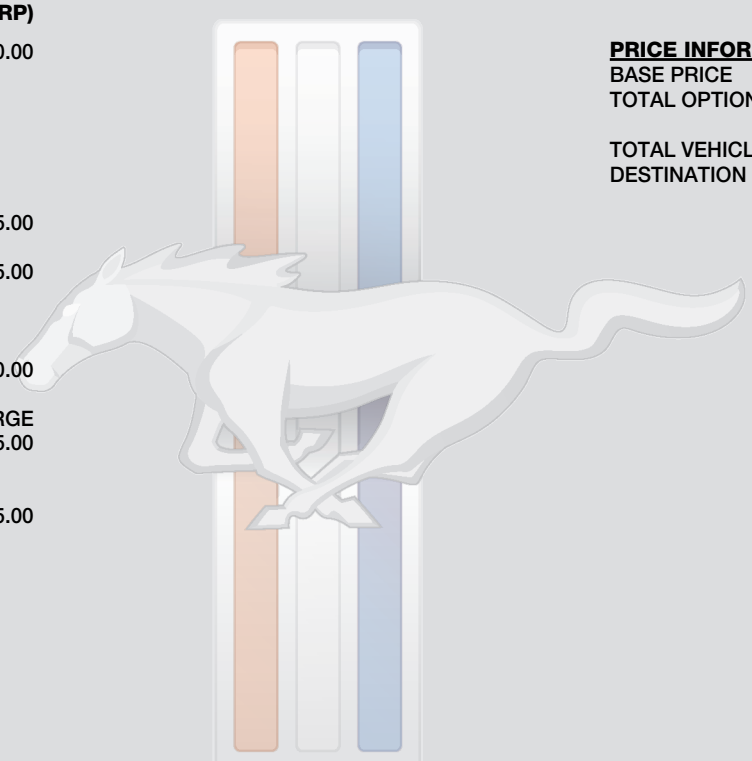 RP)
0.00
5.00
5.00
0.00
RGE
5.00
5.00
PRICE INFOR
BASE PRICE
TOTAL OPTION
TOTAL VEHICL
DESTINATION